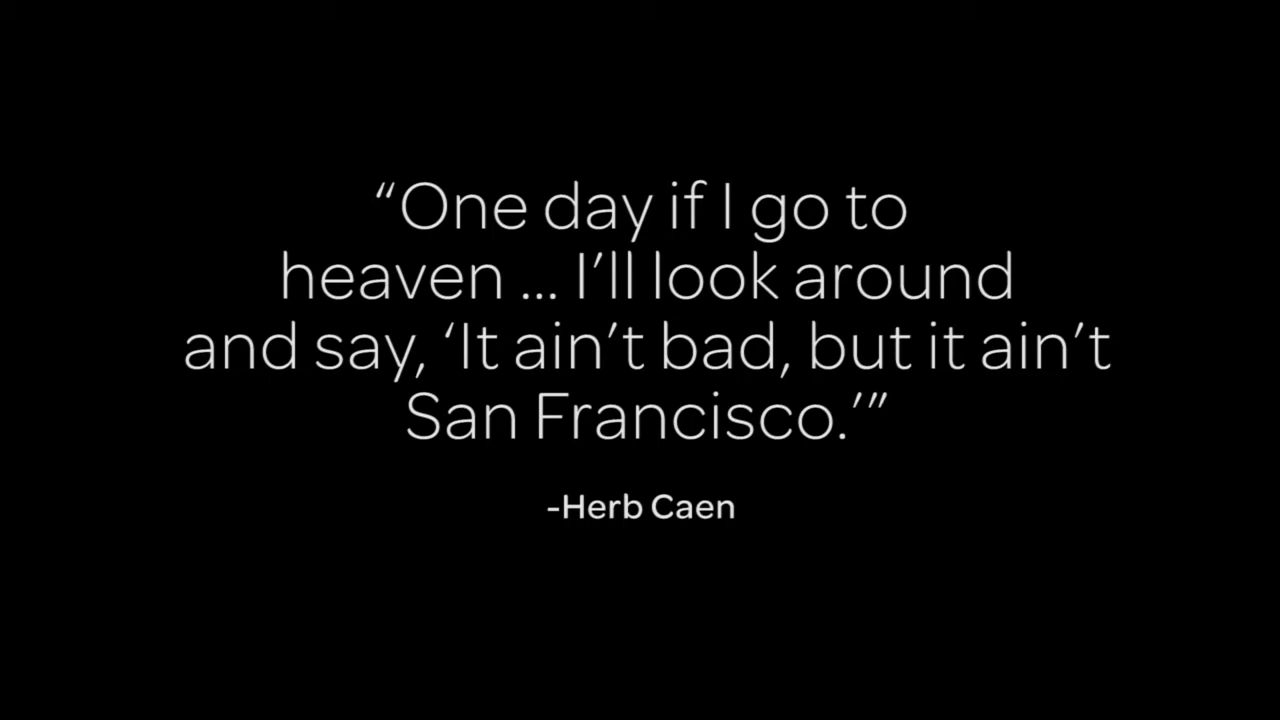 “One day if I go to
heaven ... I’ll look around
and say, ‘It ain’t bad, but it ain’t
San Francisco.’”
-Herb Caen